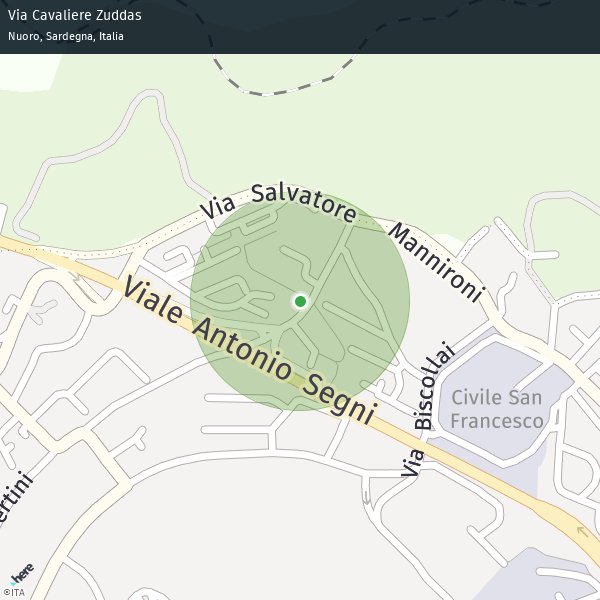 Via Cavaliere Zuddas
Nuoro, Sardegna, Italia
Via Salvatore Mannironi
Viale Antonio Segni
Via Biscollai
Civile San
Francesco
ertini
here
©ITA